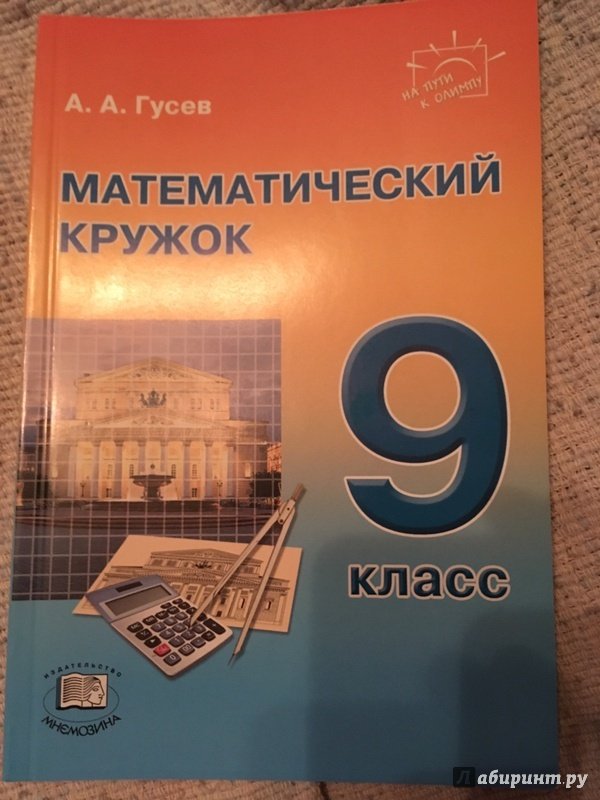 НА ПУТИ
К ОЛИМПУ
А. А. Гусев
МАТЕМАТИЧЕСКИЙ
КРУЖОК
9
класс
ИЗДАТЕЛЬСТВО
МНЕМОЗИНА
Лабиринт.ру